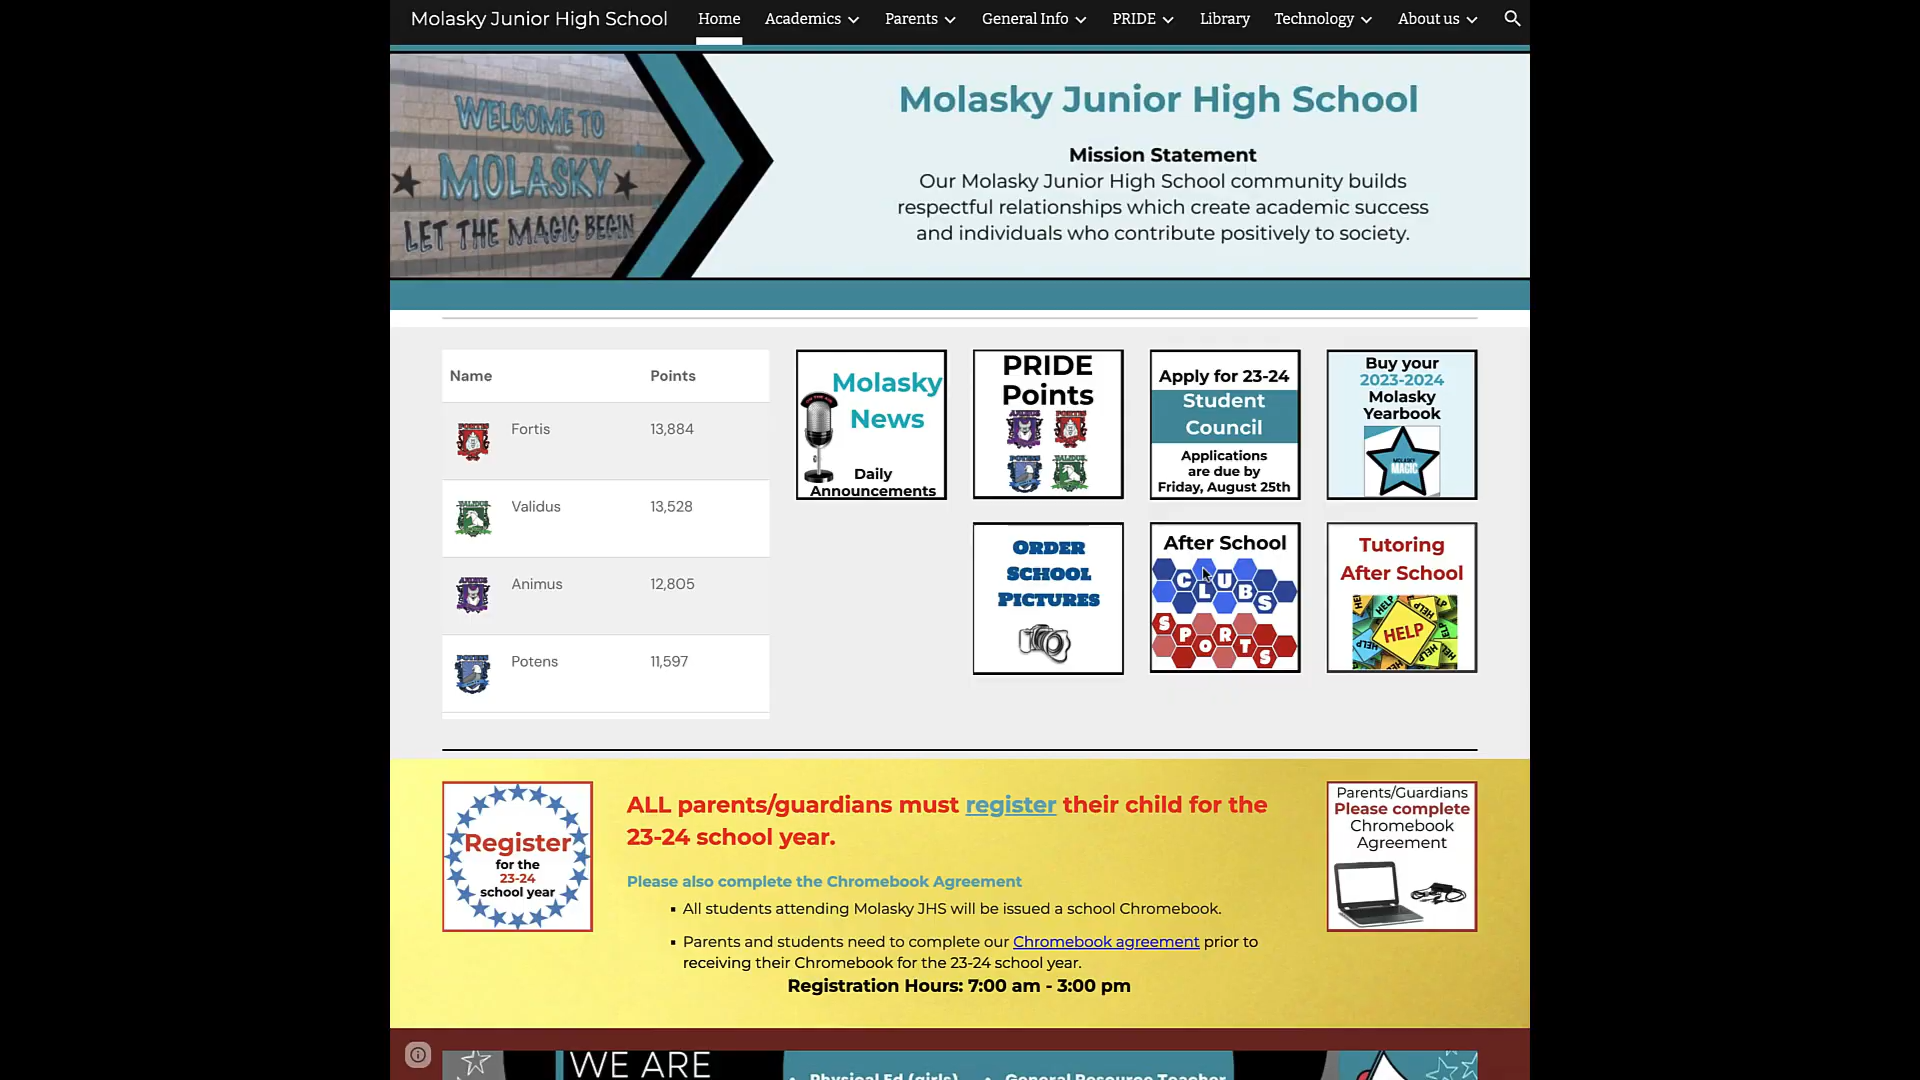 Molasky Junior High School
Home
Academics
Parents
General Info
PRIDE
Library
Technology
About us
WELCOME TO
MOLASKY
LET THE MAGIC BEGIN
Molasky Junior High School
Mission Statement
Our Molasky Junior High School community builds
respectful relationships which create academic success
and individuals who contribute positively to society.
Name Points
Fortis 13,884
Validus 13,528
Animus 12,805
Potens 11,597
Molasky
News
Daily
Announcements
PRIDE
Points
ANIMUS FORTIS
POTENS VALIDUS
Apply for 23-24
Student
Council
Applications
are due by
Friday, August 25th
Buy your
2023-2024
Molasky
Yearbook
MOLASKY
MAGIC
ORDER
SCHOOL
PICTURES
After School
CLUBS
SPORTS
Tutoring
After School
HELP
Register
for the
23-24
school year
ALL parents/guardians must register their child for the
23-24 school year.
Please also complete the Chromebook Agreement
▪ All students attending Molasky JHS will be issued a school Chromebook.
▪ Parents and students need to complete our Chromebook agreement prior to
receiving their Chromebook for the 23-24 school year.
Registration Hours: 7:00 am - 3:00 pm
Parents/Guardians
Please complete
Chromebook
Agreement
WE ARE
• Physical Ed (girls) • General Resource Teacher